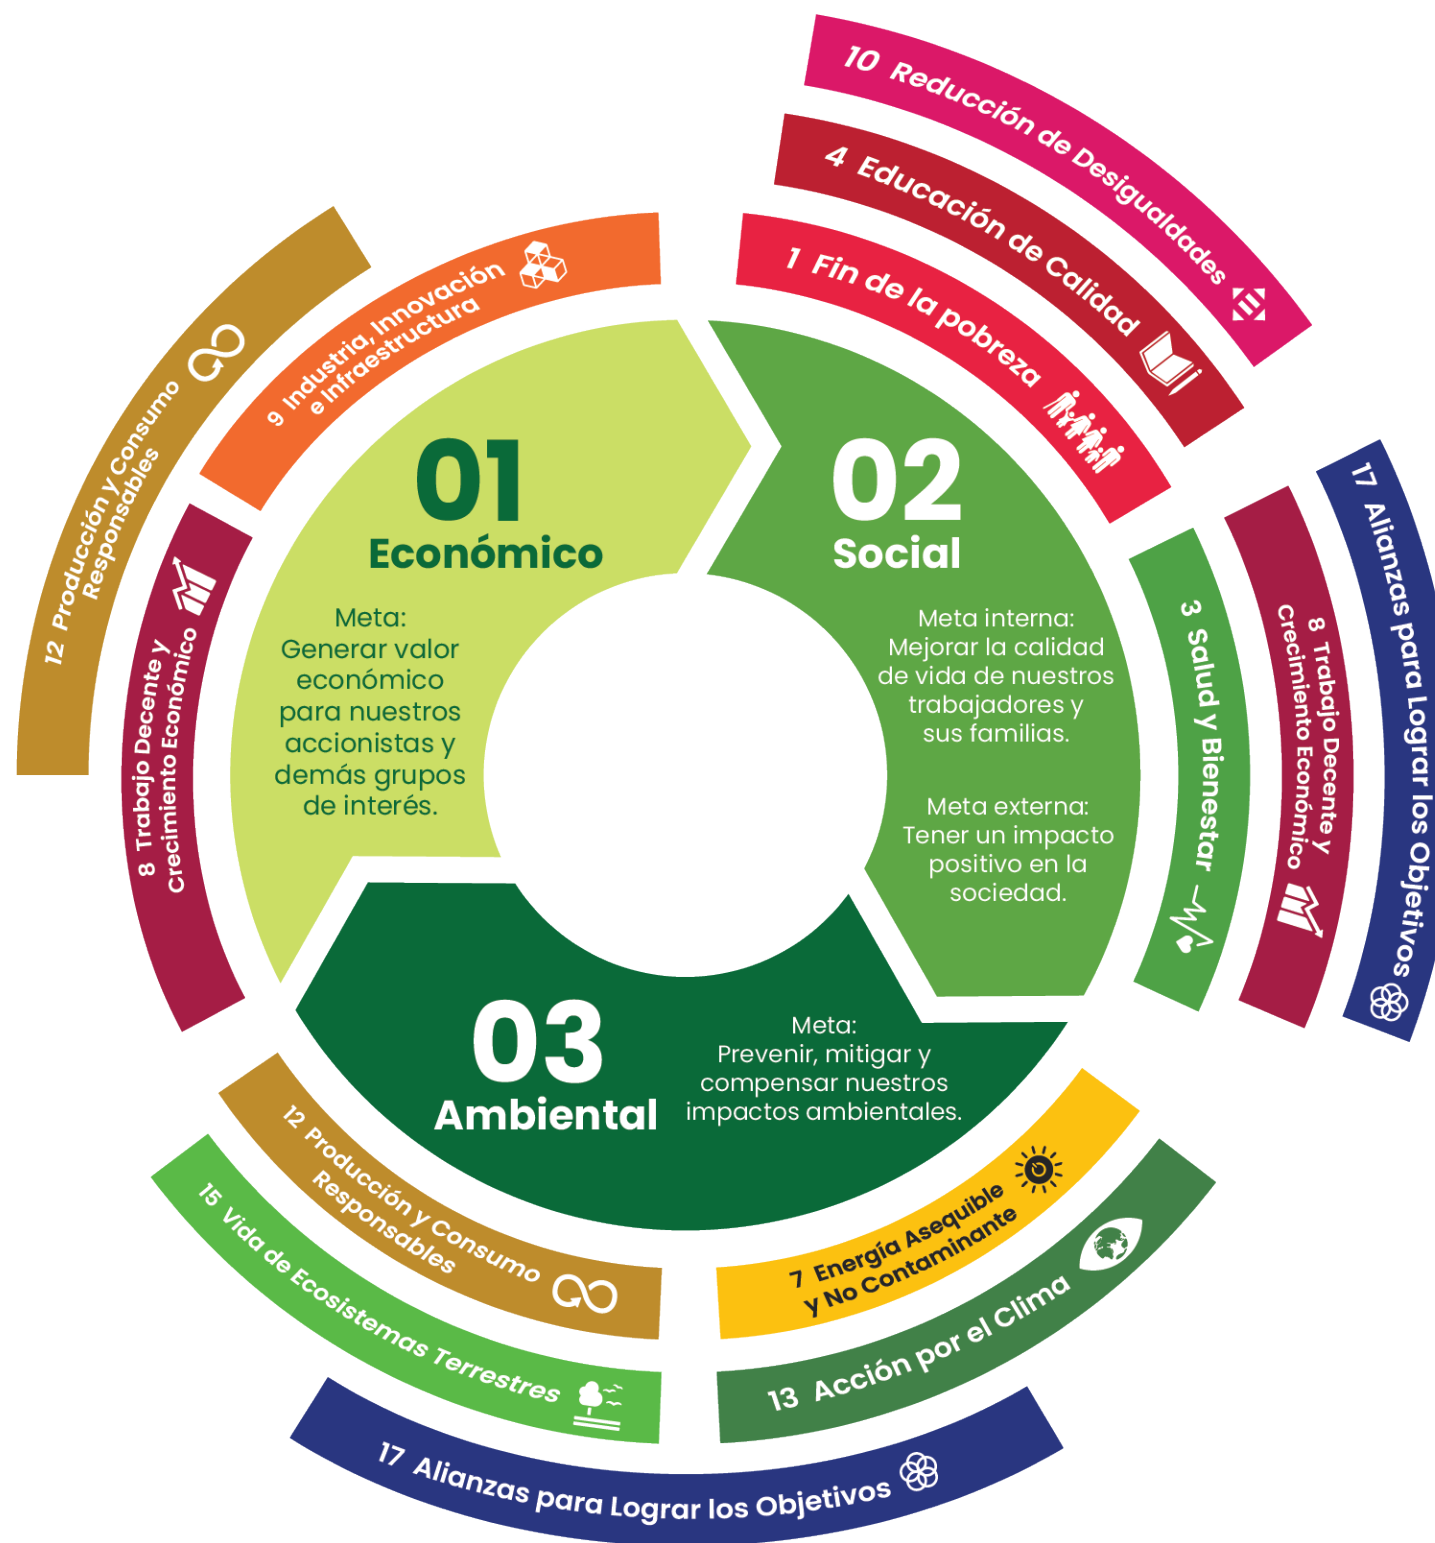 01
Económico
Meta:
Generar valor
económico
para nuestros
accionistas y
demás grupos
de interés.
9 Industria, Innovación
e Infraestructura
12 Producción y Consumo
Responsables
8 Trabajo Decente y
Crecimiento Económico
02
Social
Meta interna:
Mejorar la calidad
de vida de nuestros
trabajadores y
sus familias.
Meta externa:
Tener un impacto
positivo en la
sociedad.
10 Reducción de Desigualdades
4 Educación de Calidad
1 Fin de la pobreza
3 Salud y Bienestar
8 Trabajo Decente y
Crecimiento Económico
17 Alianzas para Lograr los Objetivos
03
Ambiental
Meta:
Prevenir, mitigar y
compensar nuestros
impactos ambientales.
12 Producción y Consumo
Responsables
15 Vida de Ecosistemas Terrestres
7 Energía Asequible
y No Contaminante
13 Acción por el Clima
17 Alianzas para Lograr los Objetivos